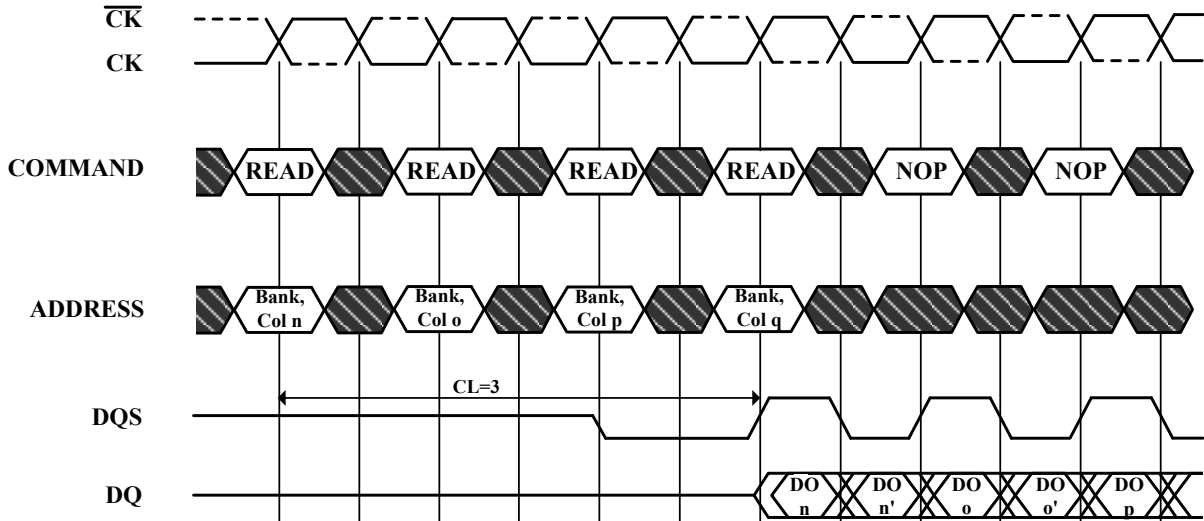 CK
CK
COMMAND
READ
READ
READ
READ
NOP
NOP
ADDRESS
Bank,
Col n
Bank,
Col o
Bank,
Col p
Bank,
Col q
CL=3
DQS
DQ
DO
n
DO
n'
DO
o
DO
o'
DO
p